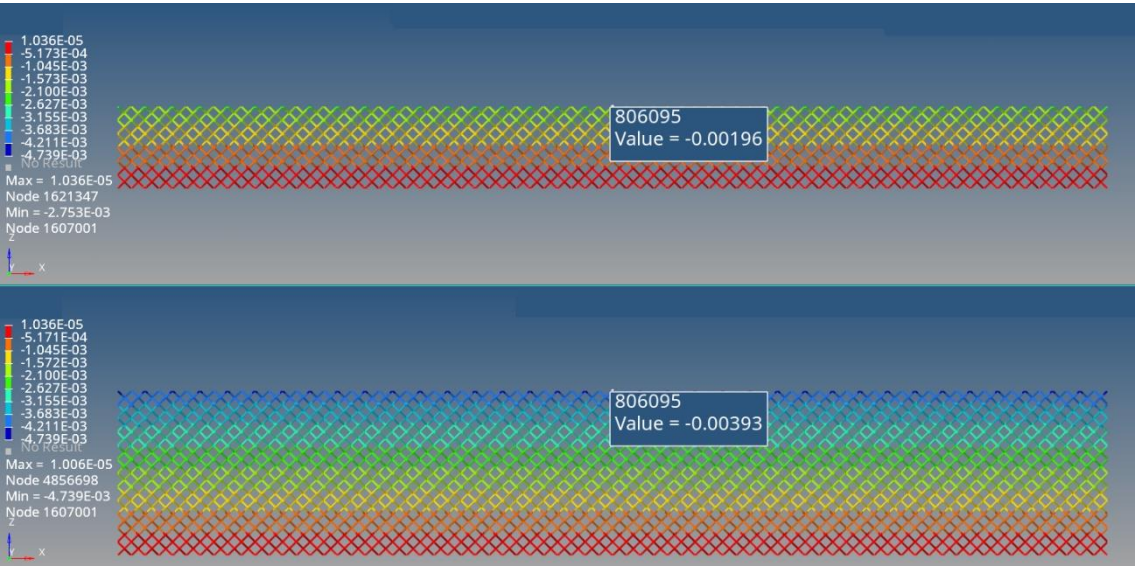 1.036E-05
-5.173E-04
-1.045E-03
-1.573E-03
-2.100E-03
-2.627E-03
-3.155E-03
-3.683E-03
-4.211E-03
-4.739E-03
No Result
Max = 1.036E-05
Node 1621347
Min = -2.753E-03
Node 1607001
Z
Y X
806095
Value = -0.00196
1.036E-05
-5.171E-04
-1.045E-03
-1.572E-03
-2.100E-03
-2.627E-03
-3.155E-03
-3.683E-03
-4.211E-03
-4.739E-03
No Result
Max = 1.006E-05
Node 4856698
Min = -4.739E-03
Node 1607001
Z
Y X
806095
Value = -0.00393